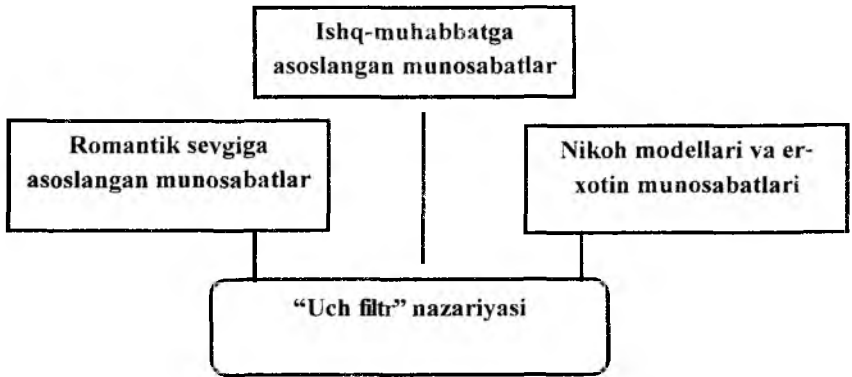 Ishq-muhabbatga
asoslangan munosabatlar
Romantik sevgiga
asoslangan munosabatlar
Nikoh modellari va er-
xotin munosabatlari
“Uch filtr” nazariyasi